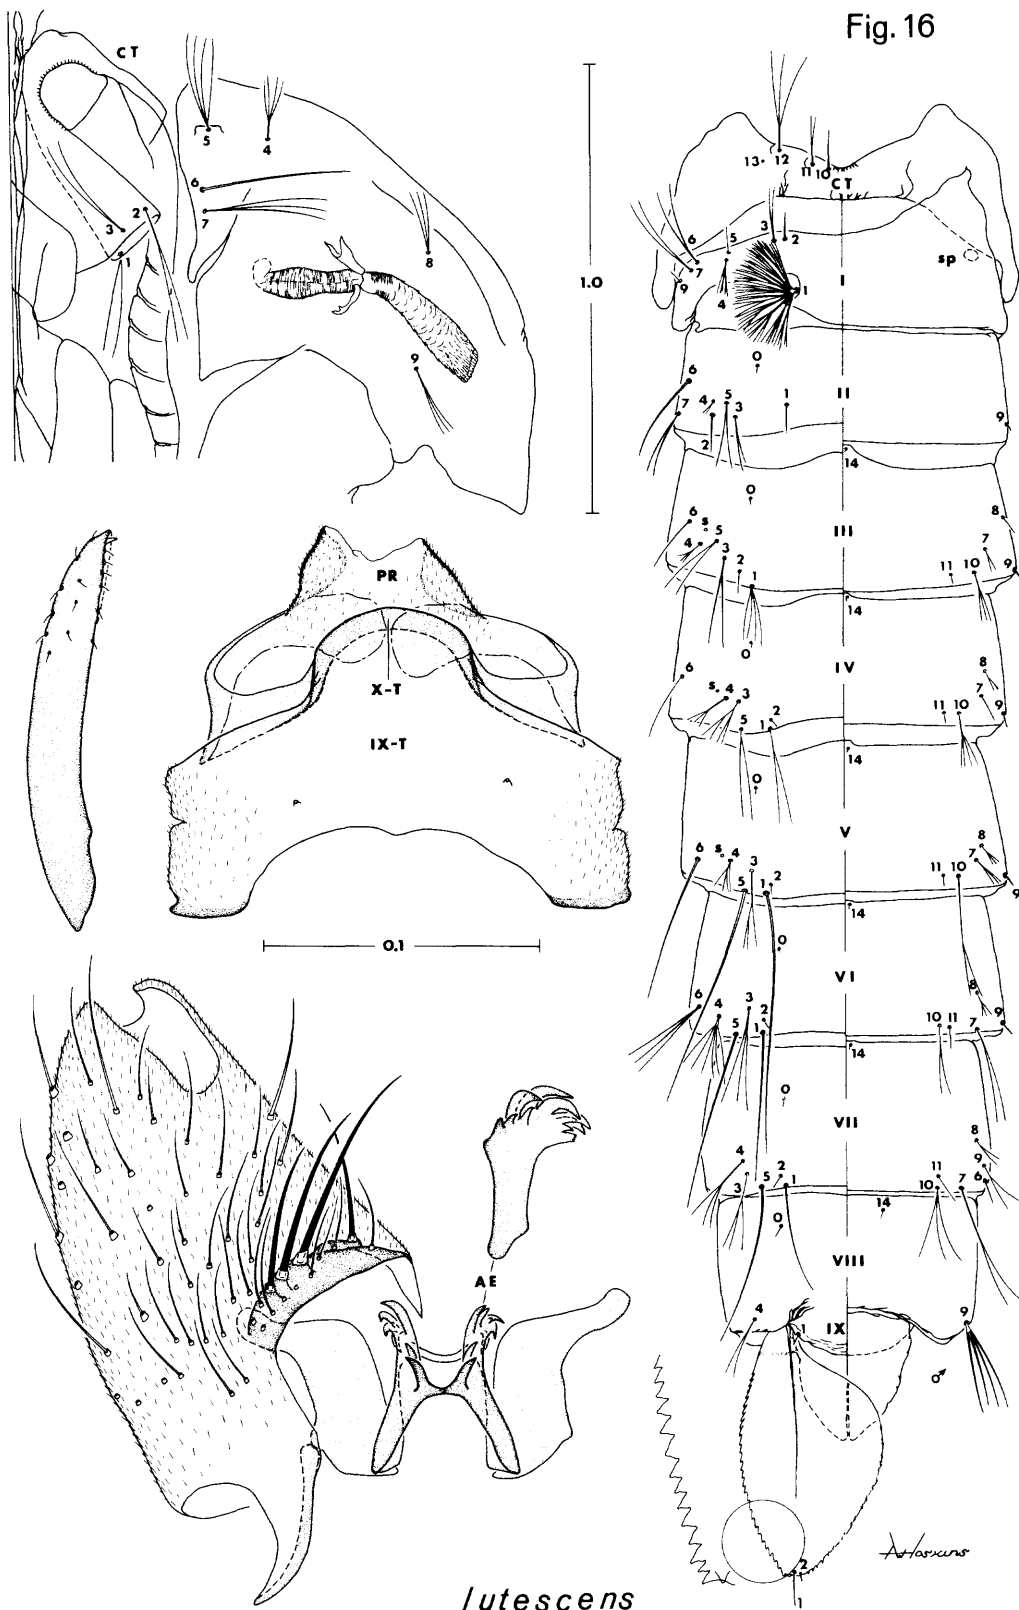 Fig. 16
CT
5
4
6
7
2
3
1
8
9
1.0
13 12
11 10
CT
3 2
5
6
7
9
4
1
I
sp
O
6
7
4 5 3
1
2
II
9
14
O
6 s
4 5
3 2
1
III
8
7
11 10 9
14
O
6
s 4 3
5 1 2
IV
8
7
11 10 9
14
O
6 s 4 3
5 1 2
V
8
7
11 10 9
14
O
6 4 3
2
5 1
VI
8
10 11 7 9
14
O
4
3 2
5 1
VII
8
9
11
10 7 6
14
O
VIII
4
1
IX
9
♂
2
1
PR
X-T
IX-T
0.1
AE
lutescens